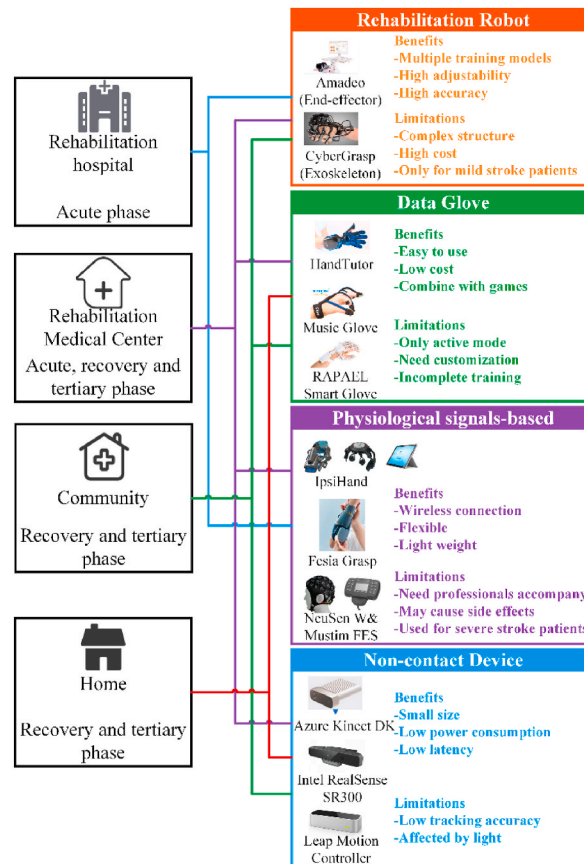 Rehabilitation
hospital
Acute phase
Rehabilitation
Medical Center
Acute, recovery and
tertiary phase
Community
Recovery and tertiary
phase
Home
Recovery and tertiary
phase
Rehabilitation Robot
Amadeo
(End-effector)
CyberGrasp
(Exoskeleton)
Benefits
-Multiple training models
-High adjustability
-High accuracy
Limitations
-Complex structure
-High cost
-Only for mild stroke patients
Data Glove
HandTutor
Music Glove
RAPAEL
Smart Glove
Benefits
-Easy to use
-Low cost
-Combine with games
Limitations
-Only active mode
-Need customization
-Incomplete training
Physiological signals-based
IpsiHand
Fesia Grasp
NeuSen W&
Mustim FES
Benefits
-Wireless connection
-Flexible
-Light weight
Limitations
-Need professionals accompany
-May cause side effects
-Used for severe stroke patients
Non-contact Device
Azure Kinect DK
Intel RealSense
SR300
Leap Motion
Controller
Benefits
-Small size
-Low power consumption
-Low latency
Limitations
-Low tracking accuracy
-Affected by light